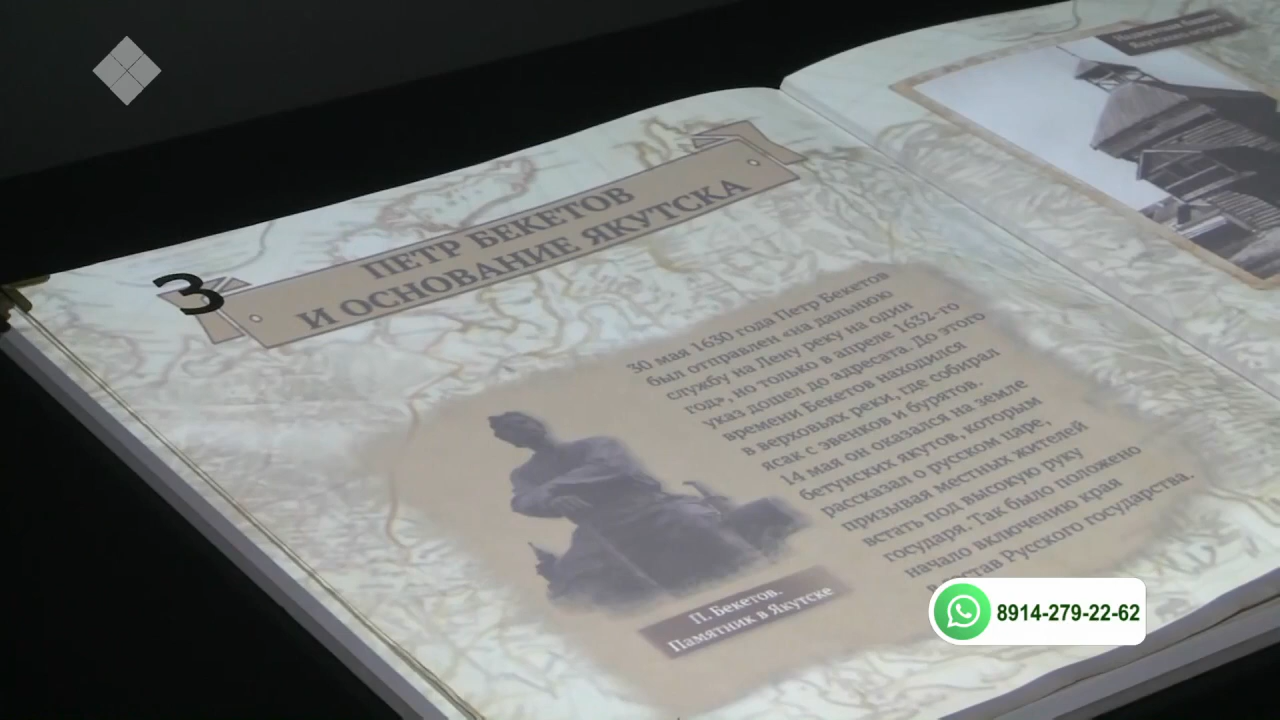 3
ПЕТР БЕКЕТОВ
И ОСНОВАНИЕ ЯКУТСКА
30 мая 1630 года Петр Бекетов
был отправлен «на дальнюю
службу на Лену реку на один
год», но только в апреле 1632-го
указ дошел до адресата. До этого
времени Бекетов находился
в верховьях реки, где собирал
ясак с эвенков и бурятов.
14 мая он оказался на земле
бетунских якутов, которым
рассказал о русском царе,
призывая местных жителей
встать под высокую руку
государя. Так было положено
начало включению края
в состав Русского государства.
П. Бекетов.
Памятник в Якутске
8914-279-22-62